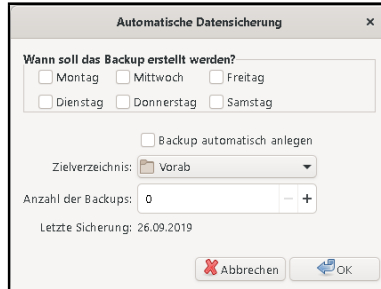 Automatische Datensicherung
Wann soll das Backup erstellt werden?
Montag Mittwoch Freitag
Dienstag Donnerstag Samstag
Backup automatisch anlegen
Zielverzeichnis: Vorab
Anzahl der Backups: 0
Letzte Sicherung: 26.09.2019
Abbrechen OK